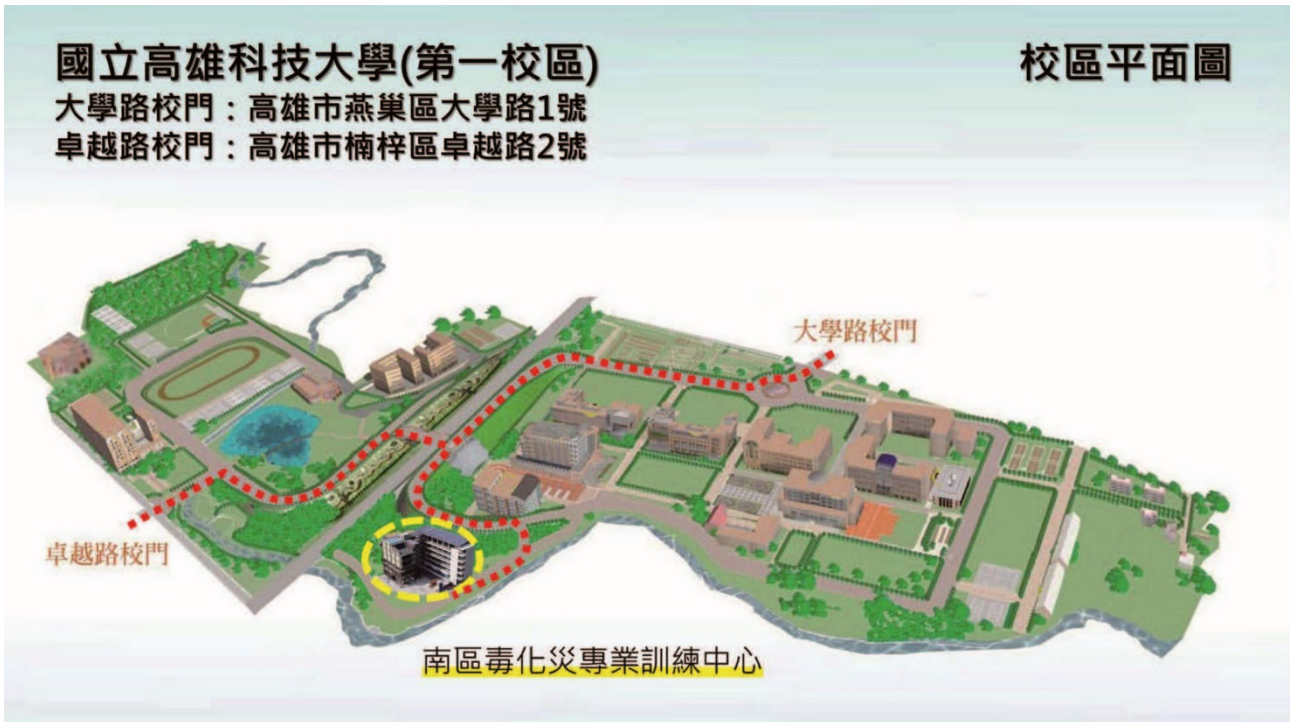 國立高雄科技大學(第一校區)
校區平面圖
大學路校門：高雄市燕巢區大學路1號
卓越路校門：高雄市楠梓區卓越路2號
大學路校門
卓越路校門
南區毒化災專業訓練中心